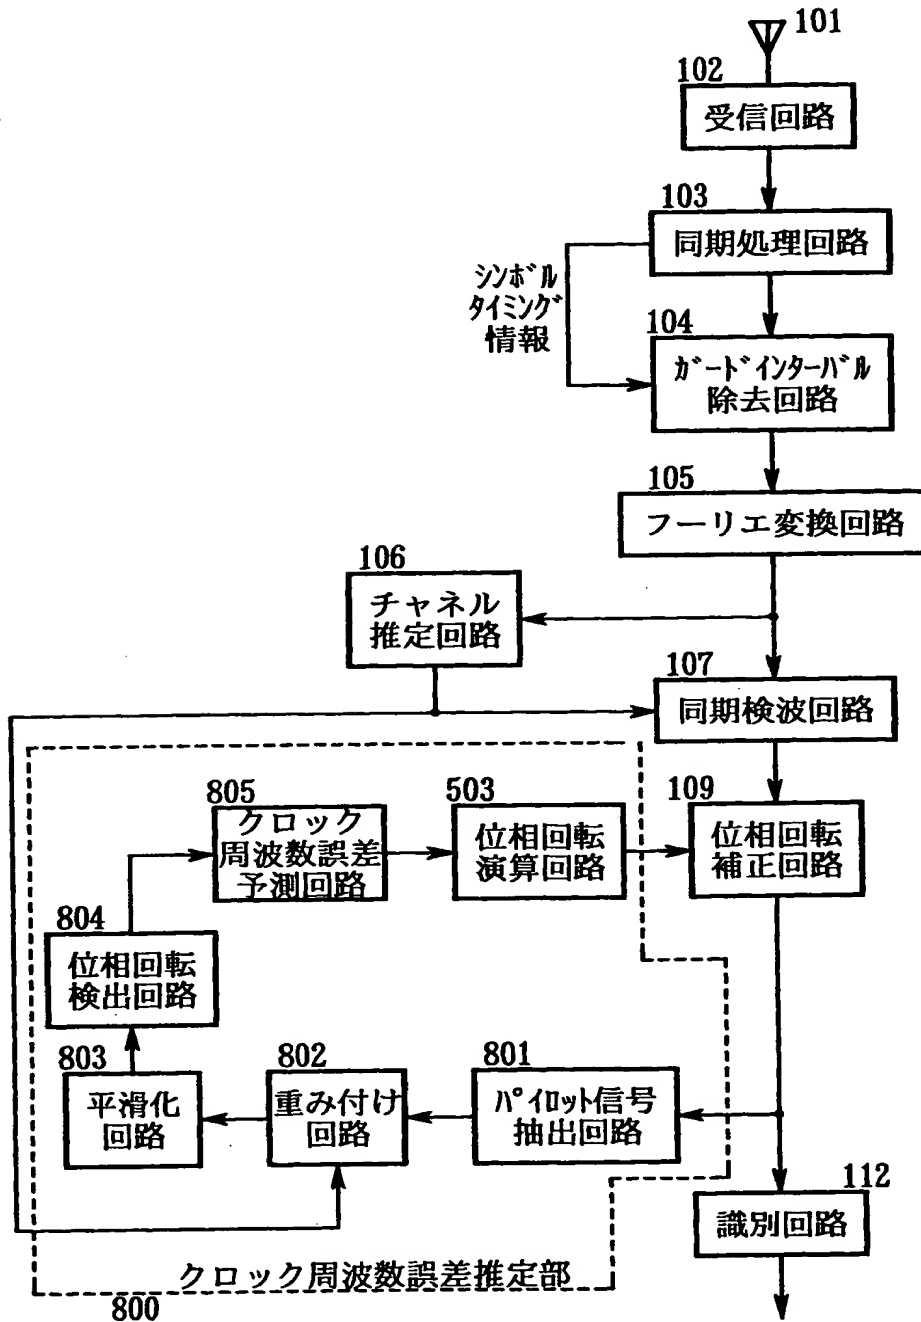 101
102
受信回路
103
同期処理回路
シンボル
タイミング
情報
104
ガードインターバル
除去回路
105
フーリエ変換回路
106
チャネル
推定回路
107
同期検波回路
805
クロック
周波数誤差
予測回路
503
位相回転
演算回路
109
位相回転
補正回路
804
位相回転
検出回路
803
平滑化
回路
802
重み付け
回路
801
パイロット信号
抽出回路
112
識別回路
クロック周波数誤差推定部
800